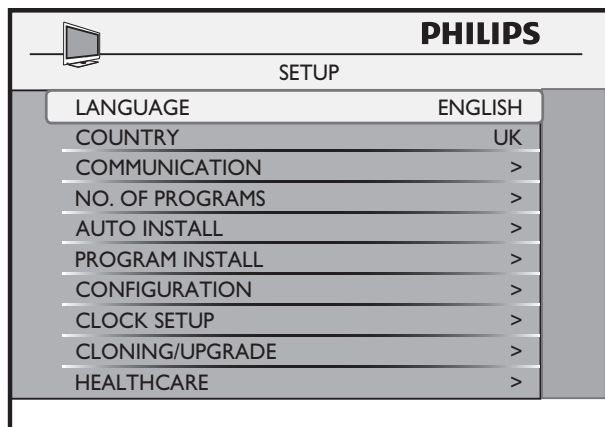 PHILIPS
SETUP
LANGUAGE ENGLISH
COUNTRY UK
COMMUNICATION >
NO. OF PROGRAMS >
AUTO INSTALL >
PROGRAM INSTALL >
CONFIGURATION >
CLOCK SETUP >
CLONING/UPGRADE >
HEALTHCARE >